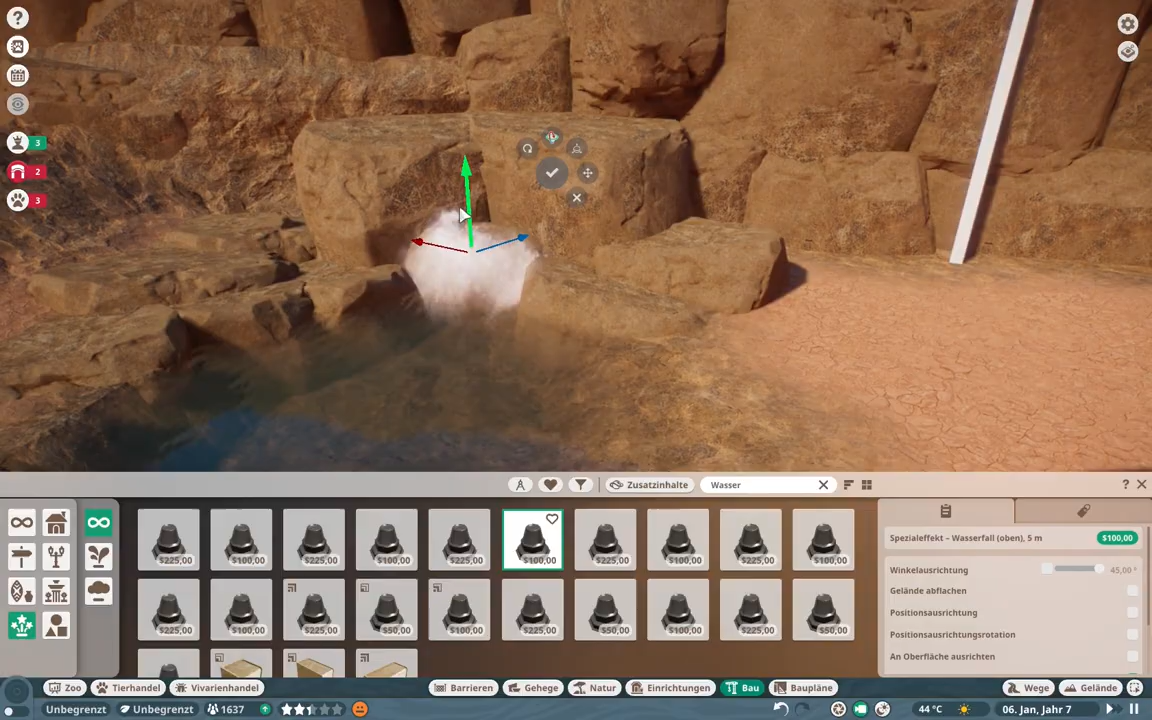 ?
3
2
3
Zusatzinhalte
Wasser
?
$225,00 $100,00 $225,00 $100,00 $225,00 $100,00 $225,00 $100,00 $225,00 $100,00
$225,00 $100,00 $225,00 $50,00 $100,00 $225,00 $50,00 $100,00 $225,00 $50,00
Spezialeffekt – Wasserfall (oben), 5 m $100,00
Winkelausrichtung 45,00 °
Gelände abflachen
Positionsausrichtung
Positionsausrichtungsrotation
An Oberfläche ausrichten
Zoo Tierhandel Vivarienhandel Barrieren Gehege Natur Einrichtungen Bau Baupläne Wege Gelände
Unbegrenzt Unbegrenzt 1637 44 °C 06. Jan, Jahr 7